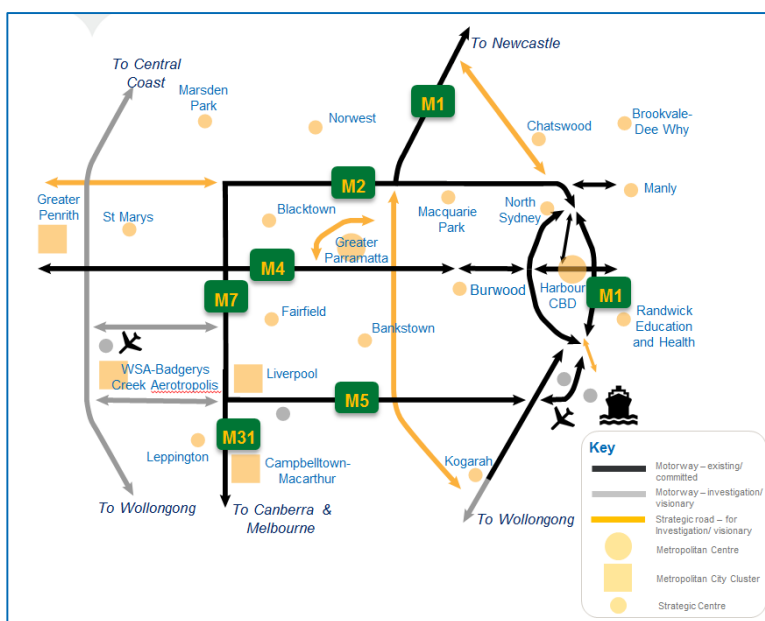 To Newcastle
To Central
Coast
Marsden
Park
Norwest
M1
Chatswood
Brookvale-
Dee Why
M2
Greater
Penrith
St Marys
Blacktown
Macquarie
Park
North
Sydney
Manly
Greater
Parramatta
M4
M7
Burwood
Harbour
CBD
M1
Fairfield
Bankstown
Randwick
Education
and Health
WSA-Badgerys
Creek Aerotropolis
Liverpool
M5
M31
Leppington
Campbelltown-
Macarthur
Kogarah
To Wollongong
To Canberra &
Melbourne
To Wollongong
Key
Motorway – existing/
committed
Motorway – investigation/
visionary
Strategic road – for
Investigation/ visionary
Metropolitan Centre
Metropolitan City Cluster
Strategic Centre